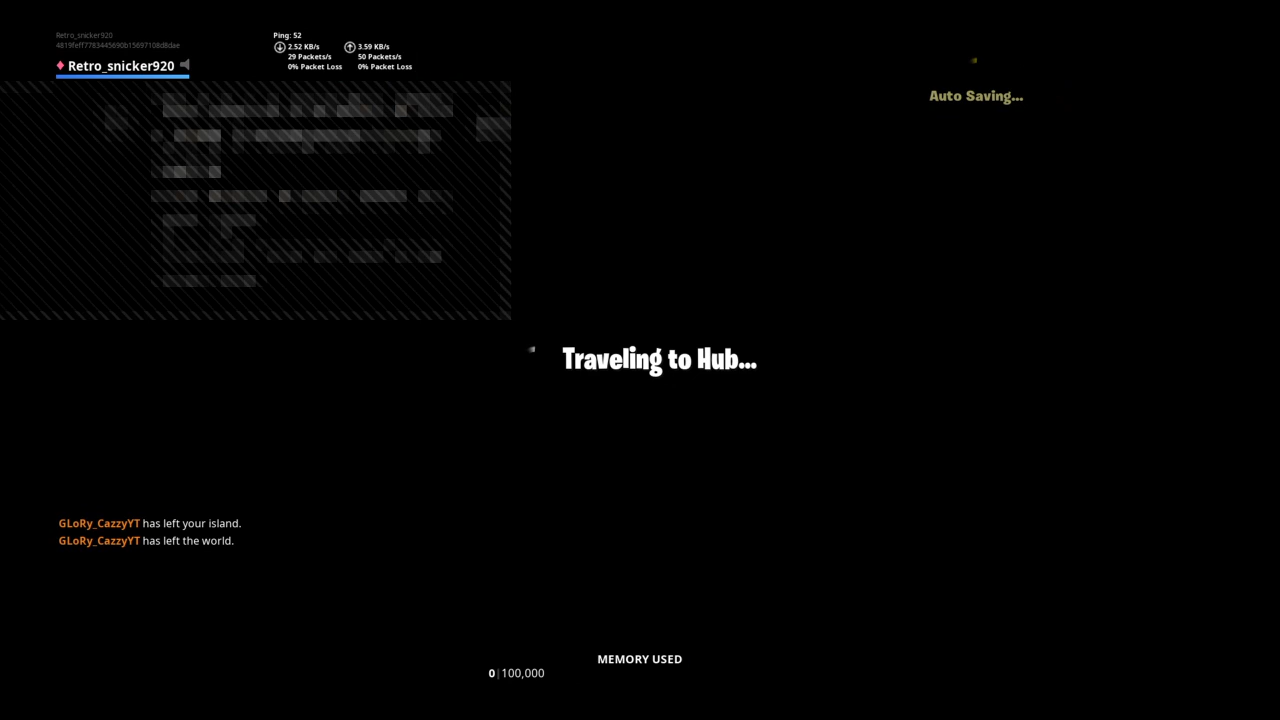 Retro_snicker920
4819feff7783445690b15697108d8dae
Retro_snicker920
Ping: 52
2.52 KB/s 3.59 KB/s
29 Packets/s 50 Packets/s
0% Packet Loss 0% Packet Loss
Auto Saving...
Traveling to Hub...
GLoRy_CazzyYT has left your island.
GLoRy_CazzyYT has left the world.
MEMORY USED
0|100,000